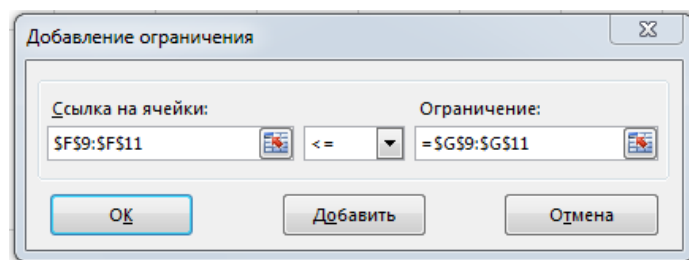 Добавление ограничения
Ссылка на ячейки: Ограничение:
$F$9:$F$11 <= =$G$9:$G$11
ОК Добавить Отмена